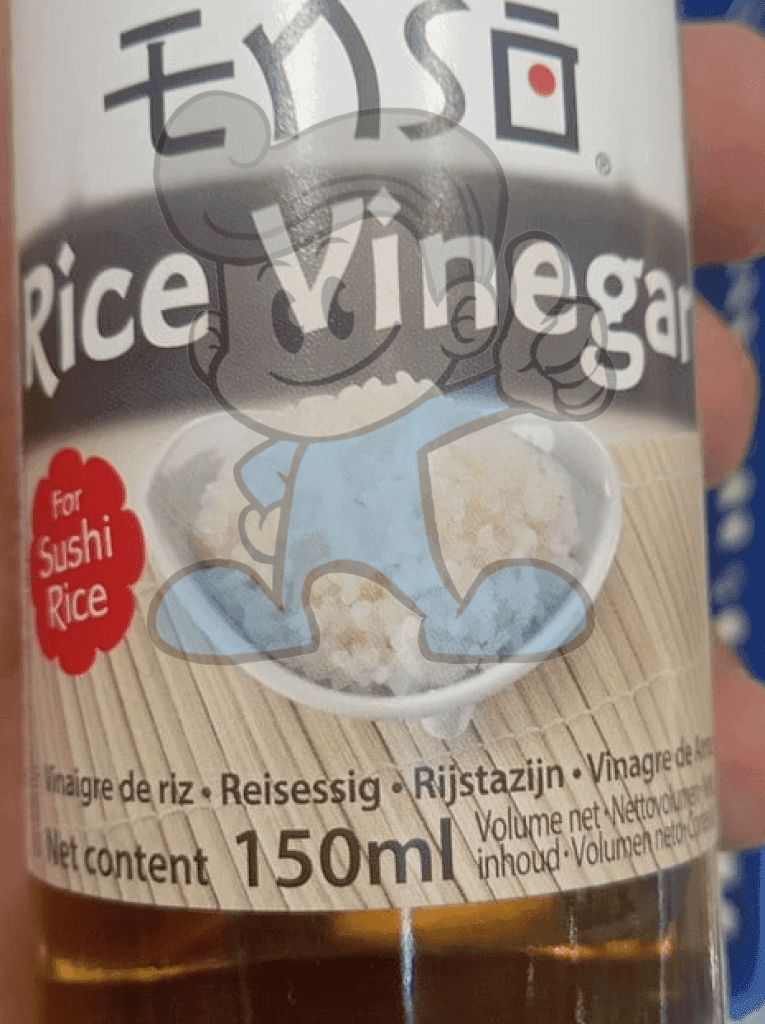 Ensō
®
Rice Vinegar
For
Sushi
Rice
Vinaigre de riz • Reisessig • Rijstazijn • Vinagre de
Net content 150ml
Volume net · Nettovolumen
inhoud · Volumen neto